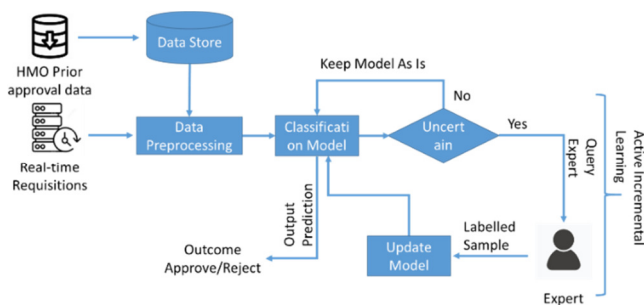 HMO Prior
approval data
Data Store
Real-time
Requisitions
Data
Preprocessing
Classificati
on Model
Keep Model As Is
No
Uncert
ain
Yes
Query
Expert
Active Incremental
Learning
Output
Prediction
Outcome
Approve/Reject
Update
Model
Labelled
Sample
Expert